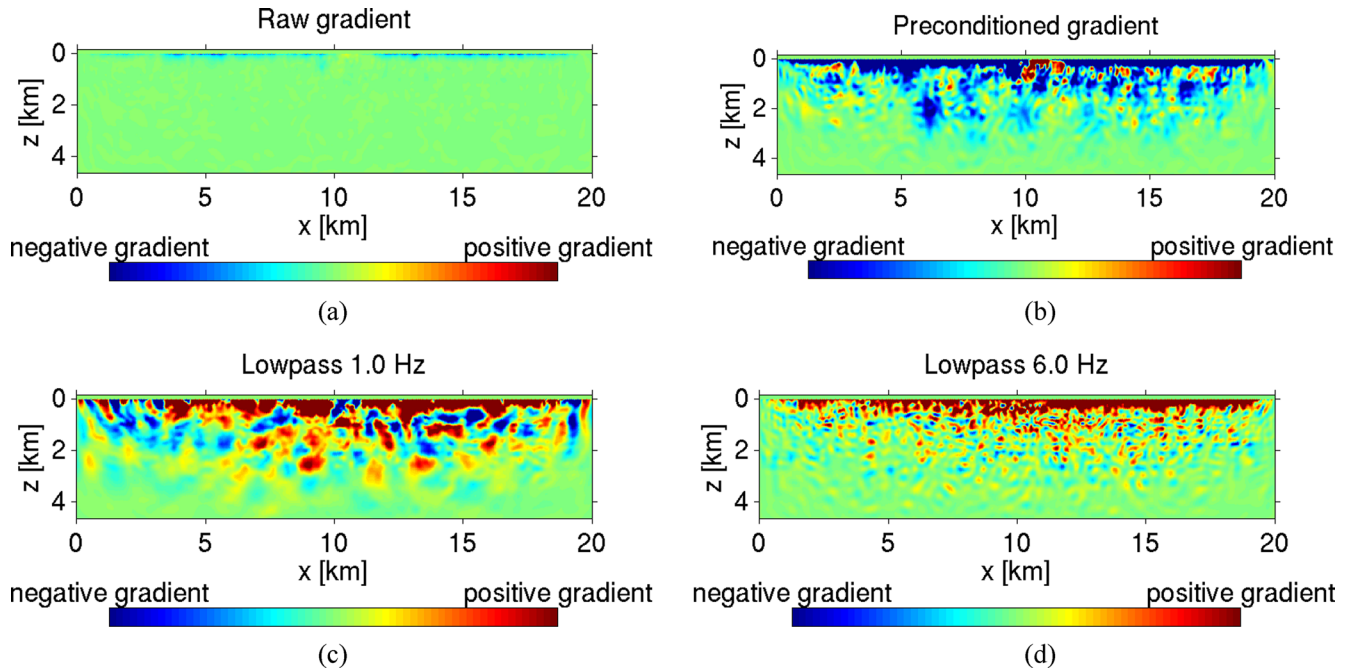 Raw gradient
0
2
4
z [km]
0 5 10 15 20
x [km]
negative gradient positive gradient
(a)
Preconditioned gradient
0
2
4
z [km]
0 5 10 15 20
x [km]
negative gradient positive gradient
(b)
Lowpass 1.0 Hz
0
2
4
z [km]
0 5 10 15 20
x [km]
negative gradient positive gradient
(c)
Lowpass 6.0 Hz
0
2
4
z [km]
0 5 10 15 20
x [km]
negative gradient positive gradient
(d)